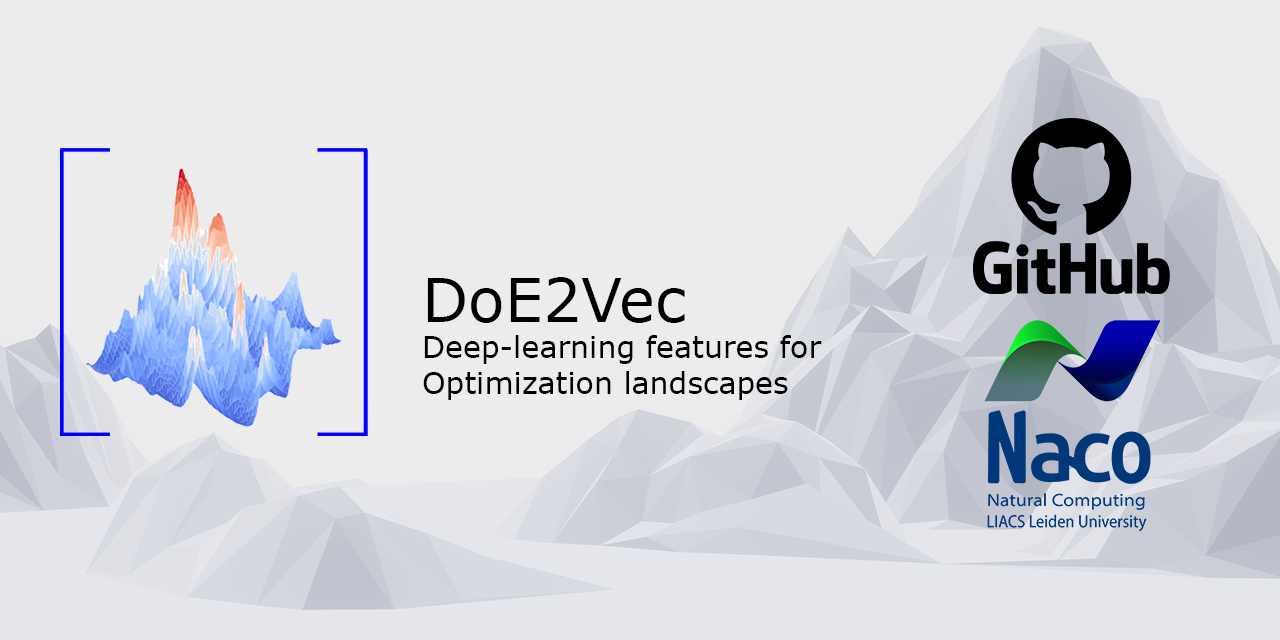 DoE2Vec
Deep-learning features for
Optimization landscapes
GitHub
Naco
Natural Computing
LIACS Leiden University